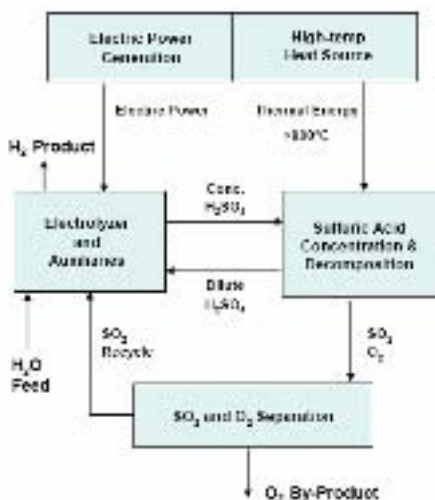 Electric Power
Generation
High-temp
Heat Source
Electric Power
Thermal Energy
>800°C
H₂ Product
Conc.
H₂SO₄
Electrolyzer
and
Auxiliaries
Sulfuric Acid
Concentration &
Decomposition
Dilute
H₂SO₄
SO₂
Recycle
SO₂
O₂
H₂O
Feed
SO₂ and O₂ Separation
O₂ By-Product